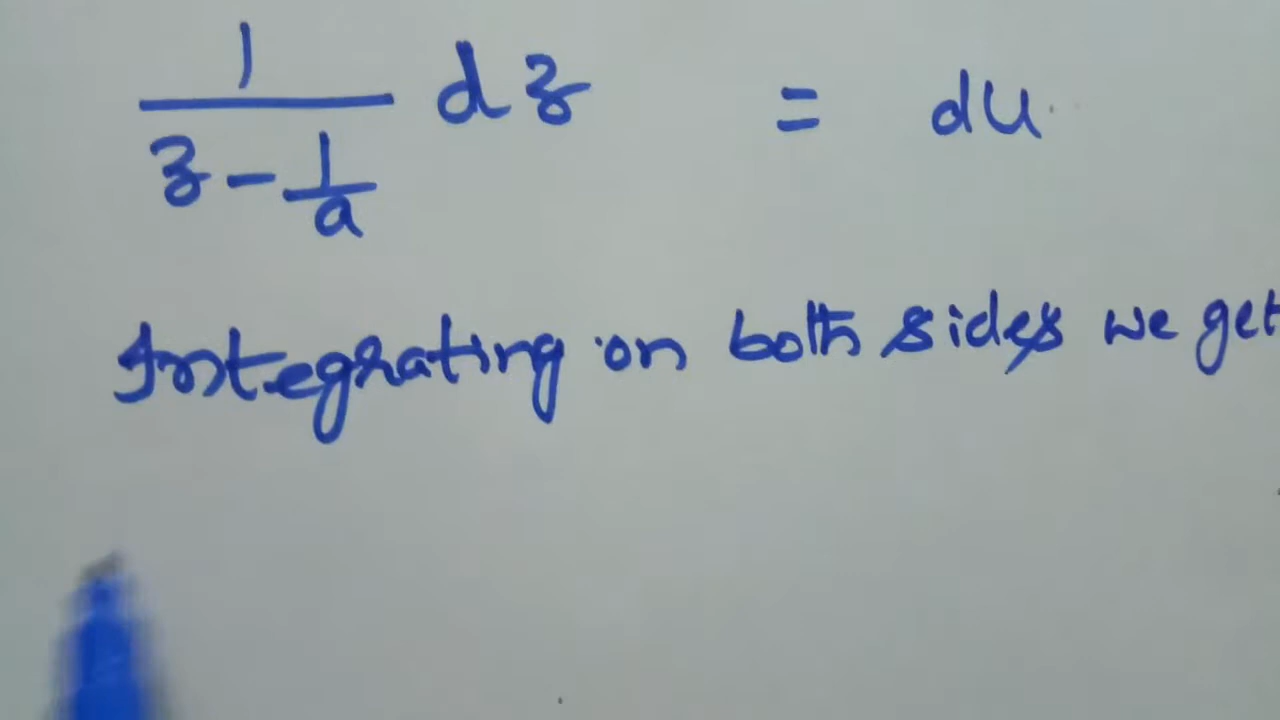 1/(z - 1/a) dz = du
Integrating on both sides we get